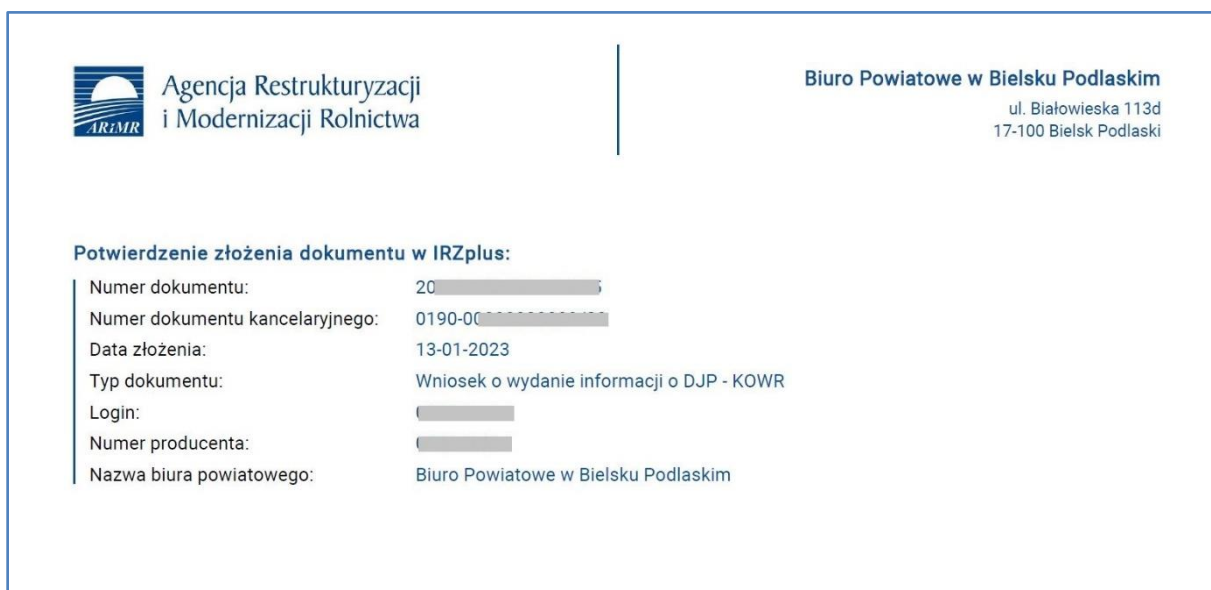 Agencja Restrukturyzacji
i Modernizacji Rolnictwa
ARiMR
Biuro Powiatowe w Bielsku Podlaskim
ul. Białowieska 113d
17-100 Bielsk Podlaski
Potwierdzenie złożenia dokumentu w IRZplus:
Numer dokumentu: 20
Numer dokumentu kancelaryjnego: 0190-00
Data złożenia: 13-01-2023
Typ dokumentu: Wniosek o wydanie informacji o DJP - KOWR
Login:
Numer producenta:
Nazwa biura powiatowego: Biuro Powiatowe w Bielsku Podlaskim